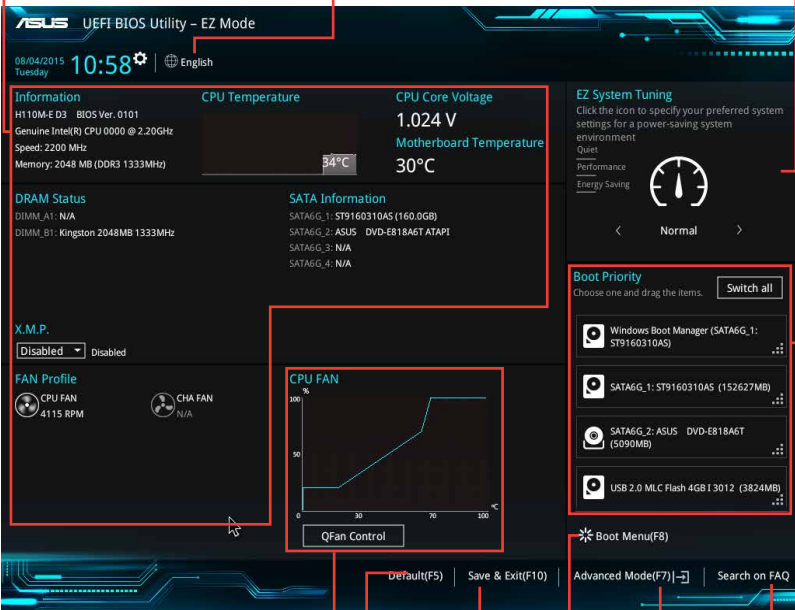 ASUS UEFI BIOS Utility – EZ Mode
08/04/2015
Tuesday
10:58
English
Information
H110M-E D3 BIOS Ver. 0101
Genuine Intel(R) CPU 0000 @ 2.20GHz
Speed: 2200 MHz
Memory: 2048 MB (DDR3 1333MHz)
CPU Temperature
34°C
CPU Core Voltage
1.024 V
Motherboard Temperature
30°C
EZ System Tuning
Click the icon to specify your preferred system
settings for a power-saving system
environment
Quiet
Performance
Energy Saving
< Normal >
DRAM Status
DIMM_A1: N/A
DIMM_B1: Kingston 2048MB 1333MHz
SATA Information
SATA6G_1: ST9160310AS (160.0GB)
SATA6G_2: ASUS DVD-E818A6T ATAPI
SATA6G_3: N/A
SATA6G_4: N/A
X.M.P.
Disabled Disabled
Boot Priority
Choose one and drag the items.
Switch all
Windows Boot Manager (SATA6G_1:
ST9160310AS)
SATA6G_1: ST9160310AS (152627MB)
SATA6G_2: ASUS DVD-E818A6T
(5090MB)
USB 2.0 MLC Flash 4GB I 3012 (3824MB)
FAN Profile
CPU FAN
4115 RPM
CHA FAN
N/A
CPU FAN
%
100
50
0 30 70 100
°C
QFan Control
Boot Menu(F8)
Default(F5) Save & Exit(F10) Advanced Mode(F7) Search on FAQ